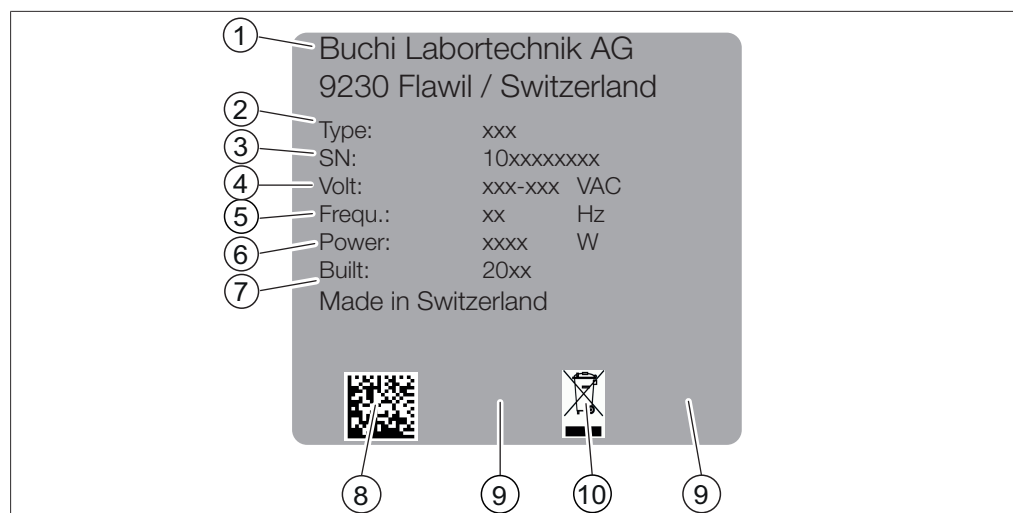 ① Buchi Labortechnik AG
9230 Flawil / Switzerland
② Type: xxx
③ SN: 10xxxxxxxx
④ Volt: xxx-xxx VAC
⑤ Frequ.: xx Hz
⑥ Power: xxxx W
⑦ Built: 20xx
Made in Switzerland
⑧ ⑨ ⑩ ⑨